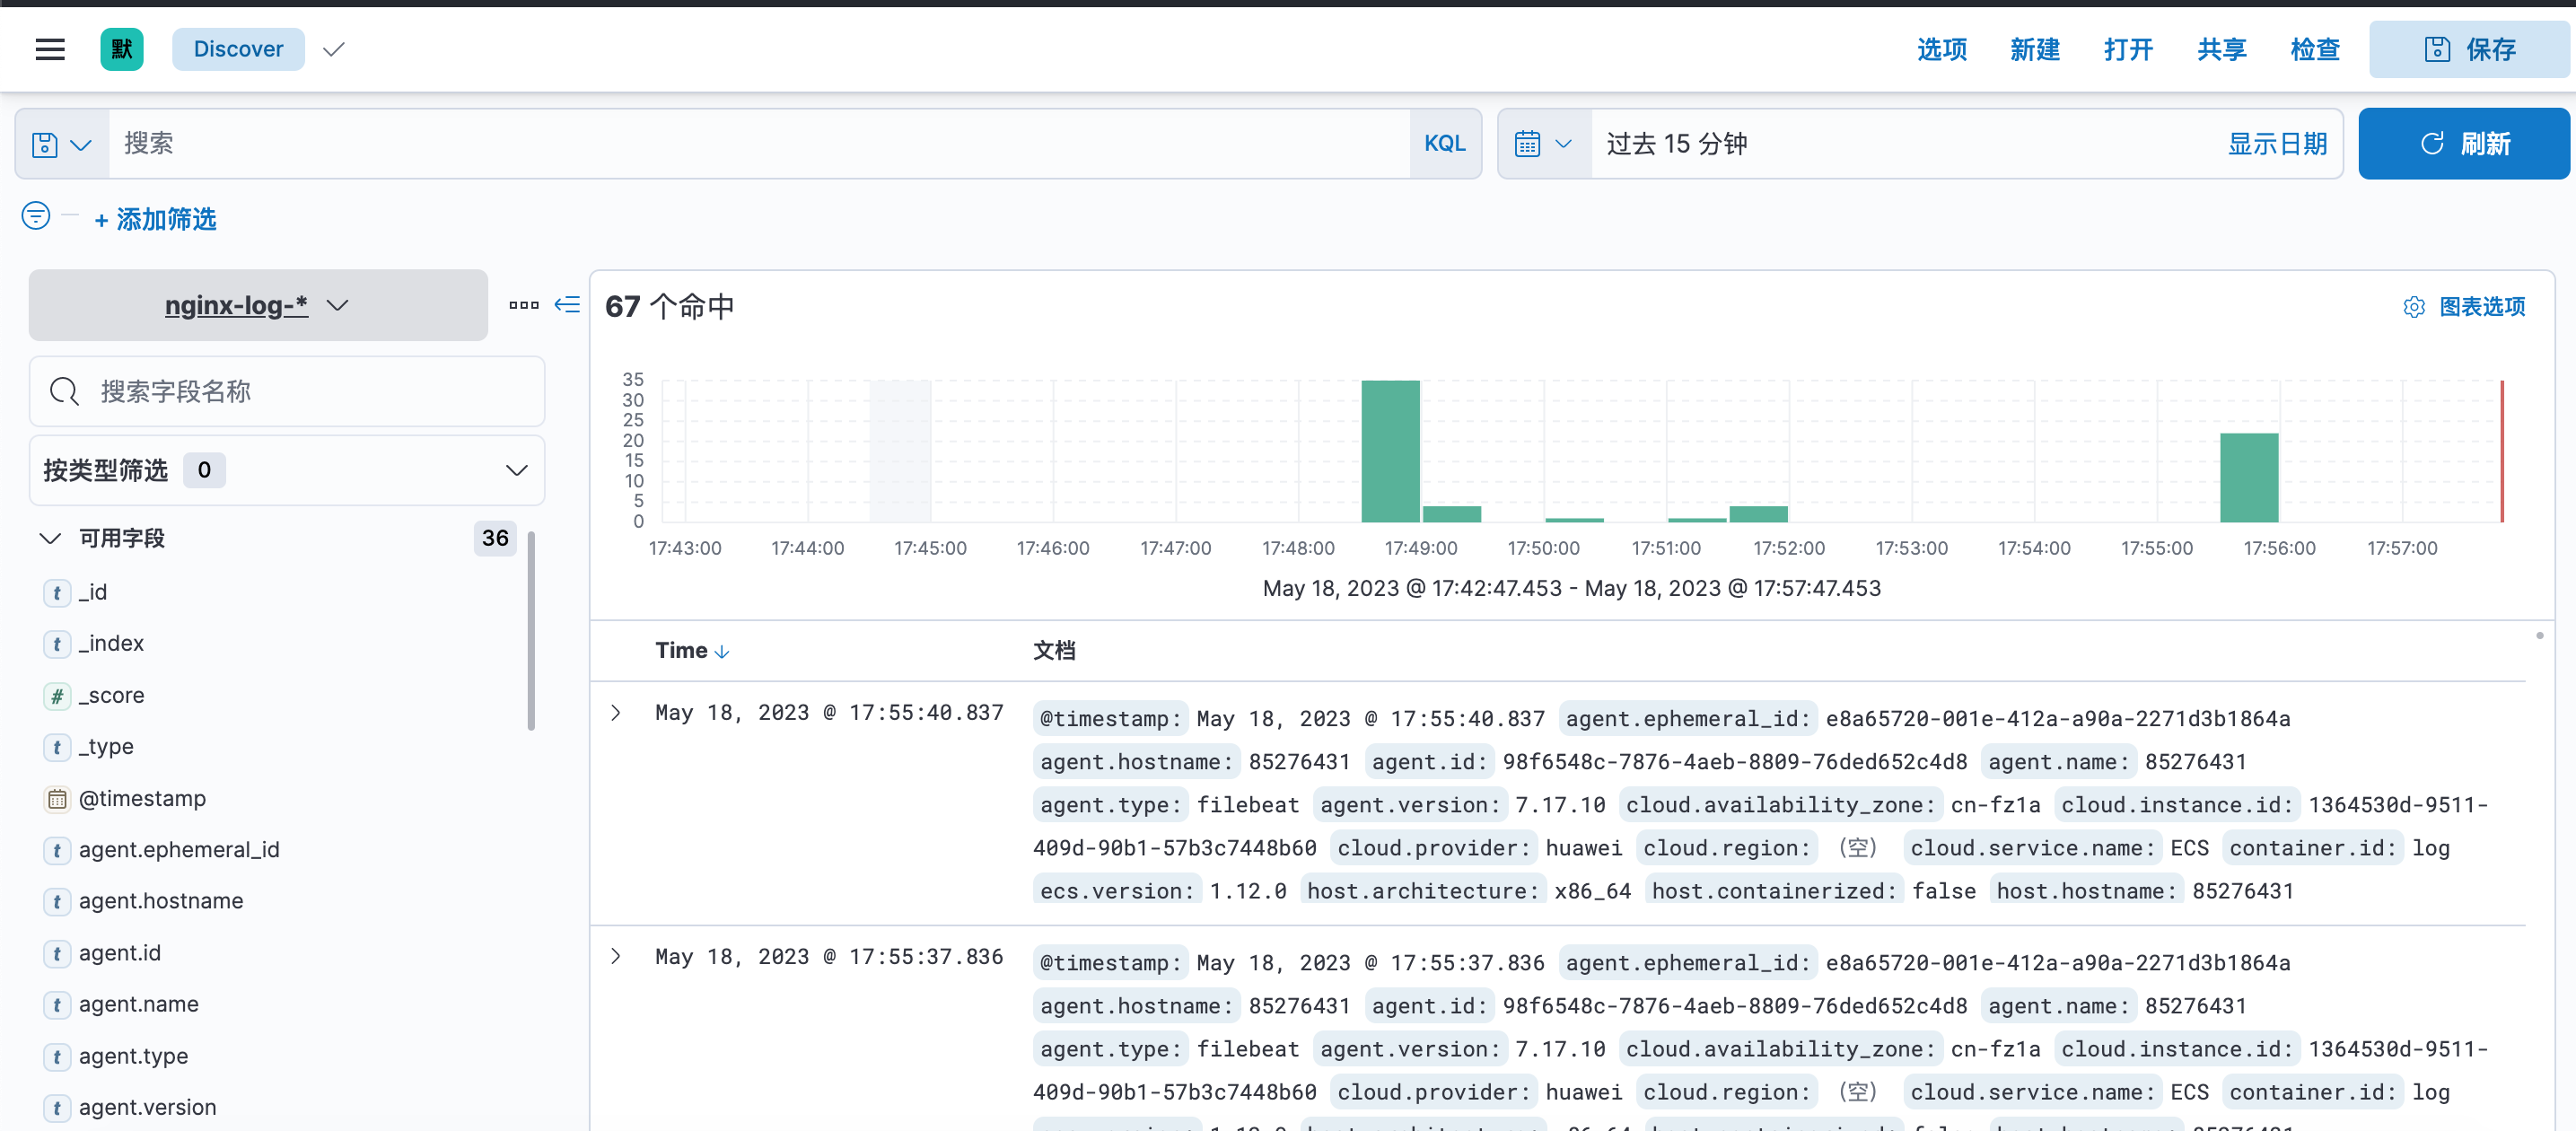 默 Discover 选项 新建 打开 共享 检查 保存
搜索 KQL 过去 15 分钟 显示日期 刷新
+ 添加筛选
nginx-log-*
67 个命中 图表选项
搜索字段名称
按类型筛选 0
可用字段 36
t _id
t _index
# _score
t _type
@timestamp
t agent.ephemeral_id
t agent.hostname
t agent.id
t agent.name
t agent.type
t agent.version
35
30
25
20
15
10
5
0
17:43:00 17:44:00 17:45:00 17:46:00 17:47:00 17:48:00 17:49:00 17:50:00 17:51:00 17:52:00 17:53:00 17:54:00 17:55:00 17:56:00 17:57:00
May 18, 2023 @ 17:42:47.453 - May 18, 2023 @ 17:57:47.453
Time 文档
May 18, 2023 @ 17:55:40.837 @timestamp: May 18, 2023 @ 17:55:40.837 agent.ephemeral_id: e8a65720-001e-412a-a90a-2271d3b1864a
agent.hostname: 85276431 agent.id: 98f6548c-7876-4aeb-8809-76ded652c4d8 agent.name: 85276431
agent.type: filebeat agent.version: 7.17.10 cloud.availability_zone: cn-fz1a cloud.instance.id: 1364530d-9511-
409d-90b1-57b3c7448b60 cloud.provider: huawei cloud.region: （空） cloud.service.name: ECS container.id: log
ecs.version: 1.12.0 host.architecture: x86_64 host.containerized: false host.hostname: 85276431
May 18, 2023 @ 17:55:37.836 @timestamp: May 18, 2023 @ 17:55:37.836 agent.ephemeral_id: e8a65720-001e-412a-a90a-2271d3b1864a
agent.hostname: 85276431 agent.id: 98f6548c-7876-4aeb-8809-76ded652c4d8 agent.name: 85276431
agent.type: filebeat agent.version: 7.17.10 cloud.availability_zone: cn-fz1a cloud.instance.id: 1364530d-9511-
409d-90b1-57b3c7448b60 cloud.provider: huawei cloud.region: （空） cloud.service.name: ECS container.id: log